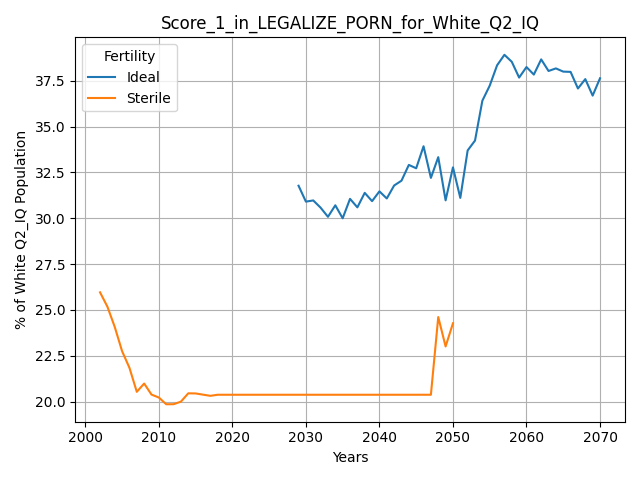 Score_1_in_LEGALIZE_PORN_for_White_Q2_IQ
Fertility
Ideal
Sterile
% of White Q2_IQ Population
37.5
35.0
32.5
30.0
27.5
25.0
22.5
20.0
2000 2010 2020 2030 2040 2050 2060 2070
Years